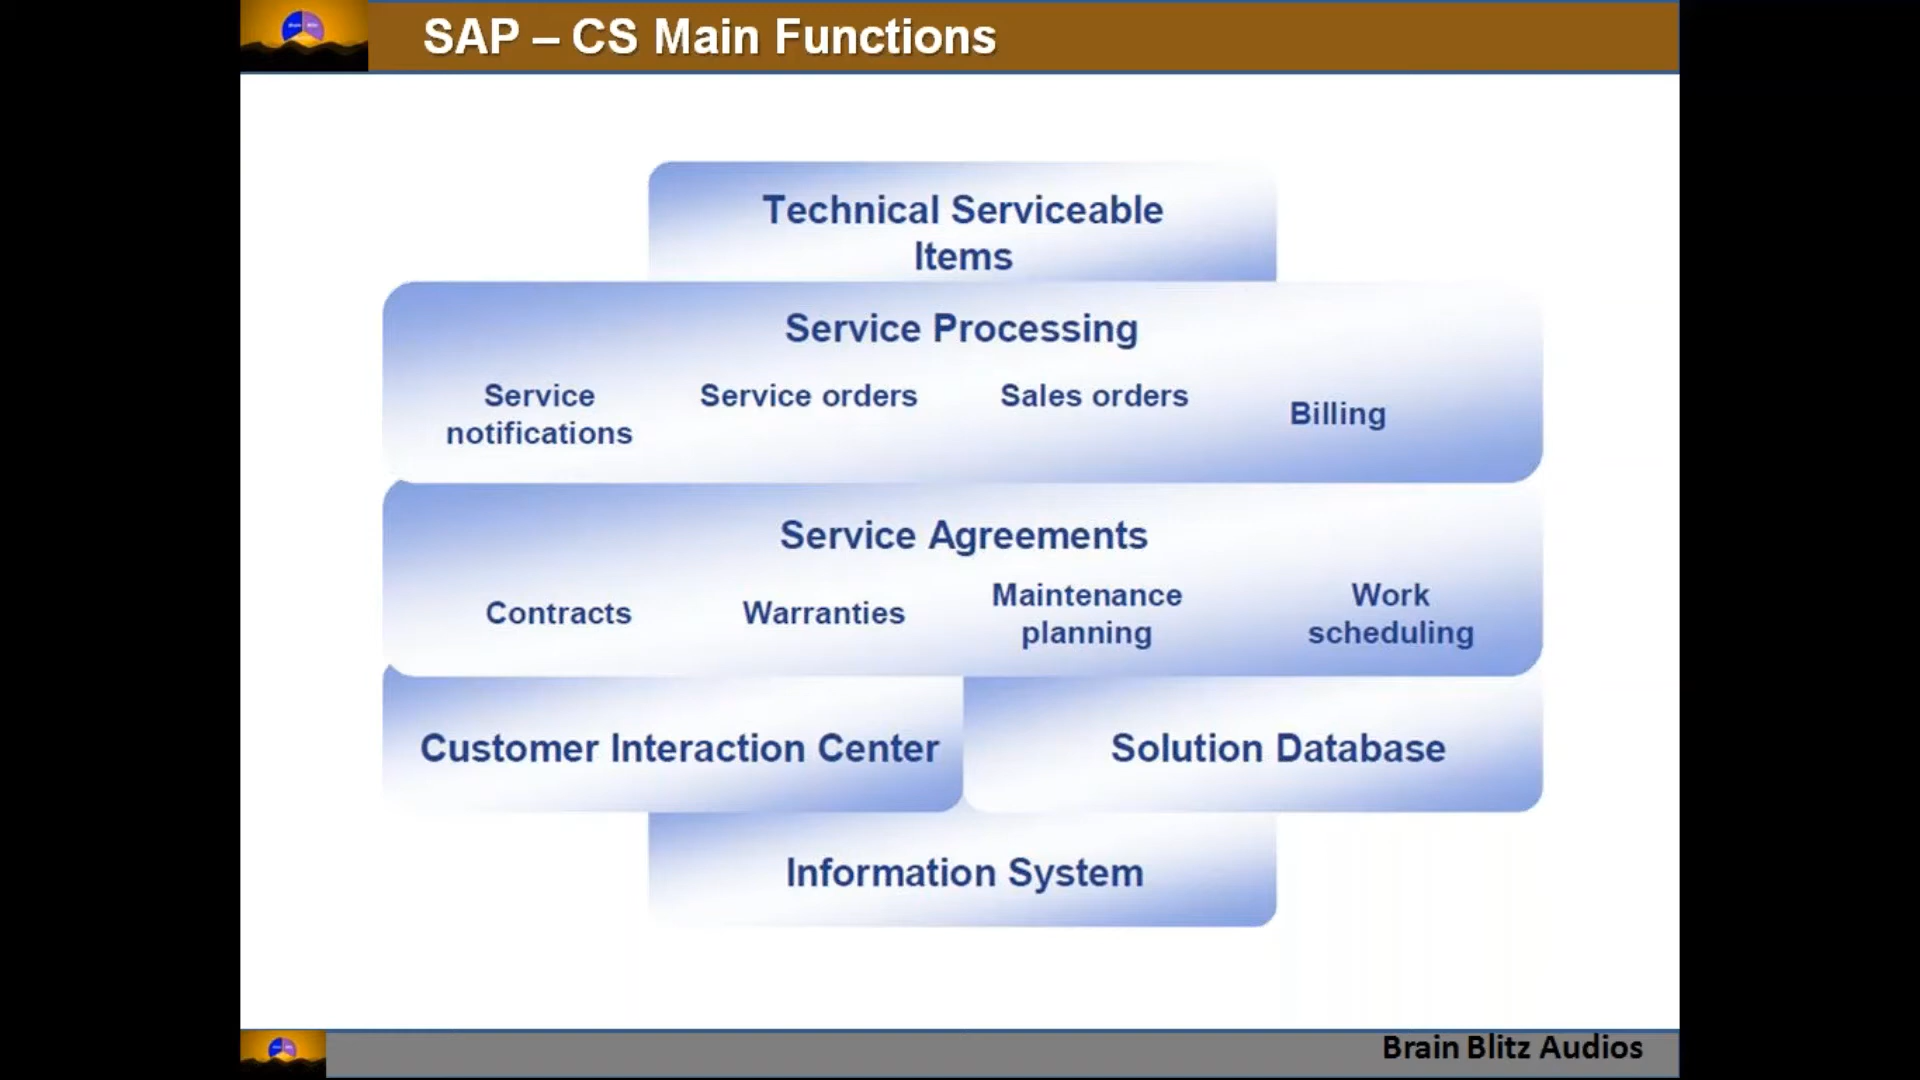 SAP – CS Main Functions
Technical Serviceable
Items
Service Processing
Service
notifications
Service orders
Sales orders
Billing
Service Agreements
Contracts
Warranties
Maintenance
planning
Work
scheduling
Customer Interaction Center
Solution Database
Information System
Brain Blitz Audios